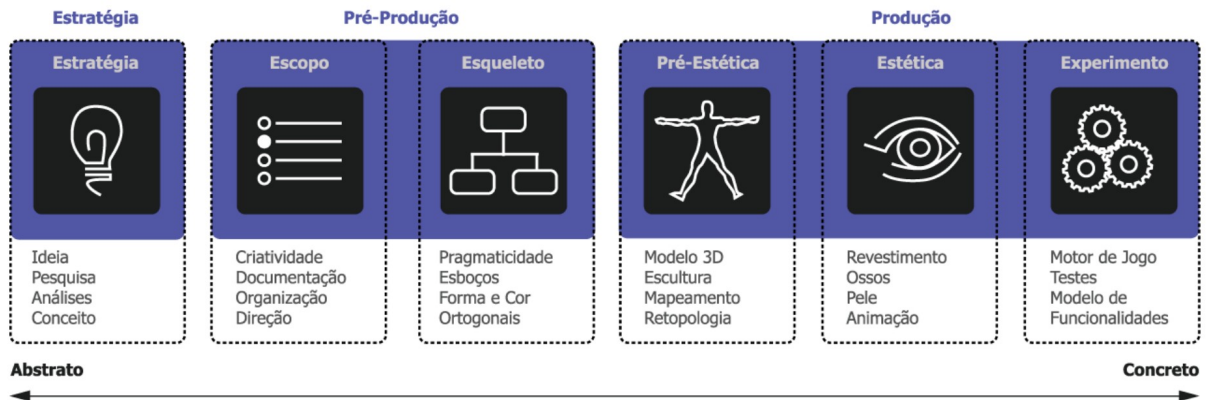 Estratégia
Pré-Produção
Produção
Estratégia
Escopo
Esqueleto
Pré-Estética
Estética
Experimento
Ideia
Pesquisa
Análises
Conceito
Criatividade
Documentação
Organização
Direção
Pragmaticidade
Esboços
Forma e Cor
Ortogonais
Modelo 3D
Escultura
Mapeamento
Retopologia
Revestimento
Ossos
Pele
Animação
Motor de Jogo
Testes
Modelo de
Funcionalidades
Abstrato
Concreto